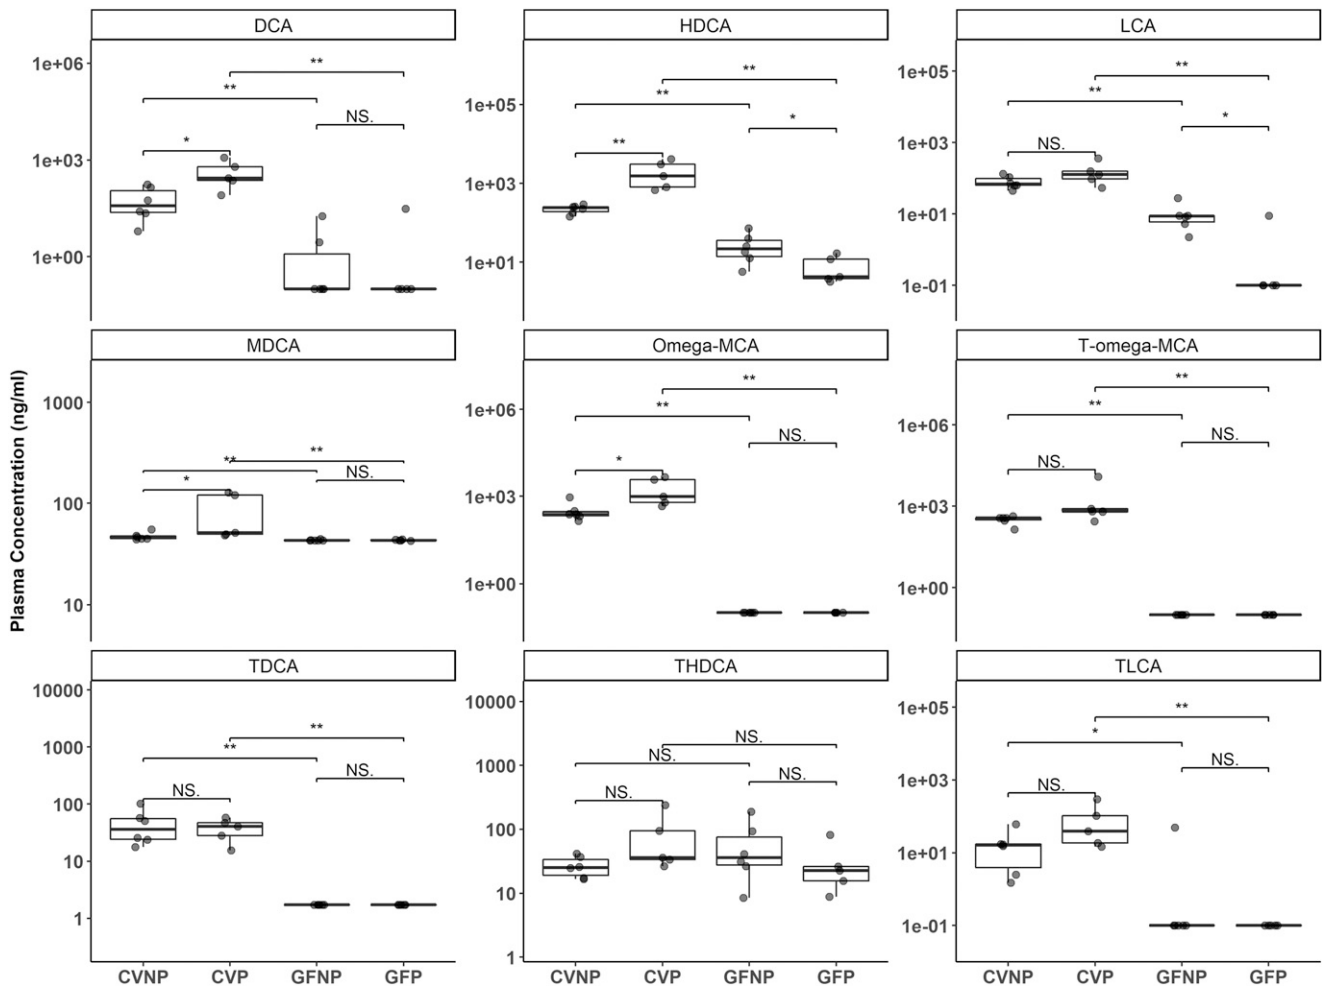 DCA
HDCA
LCA
1e+06
1e+03
1e+00
**
**
NS.
*
1e+05
1e+03
1e+01
**
**
*
**
1e+05
1e+03
1e+01
1e-01
**
**
*
NS.
MDCA
Omega-MCA
T-omega-MCA
Plasma Concentration (ng/ml)
1000
100
10
**
**
NS.
*
1e+06
1e+03
1e+00
**
**
NS.
*
1e+06
1e+03
1e+00
**
**
NS.
NS.
TDCA
THDCA
TLCA
10000
1000
100
10
1
**
**
NS.
NS.
10000
1000
100
10
1
NS.
NS.
NS.
NS.
1e+05
1e+03
1e+01
1e-01
**
*
NS.
NS.
CVNP CVP GFNP GFP
CVNP CVP GFNP GFP
CVNP CVP GFNP GFP